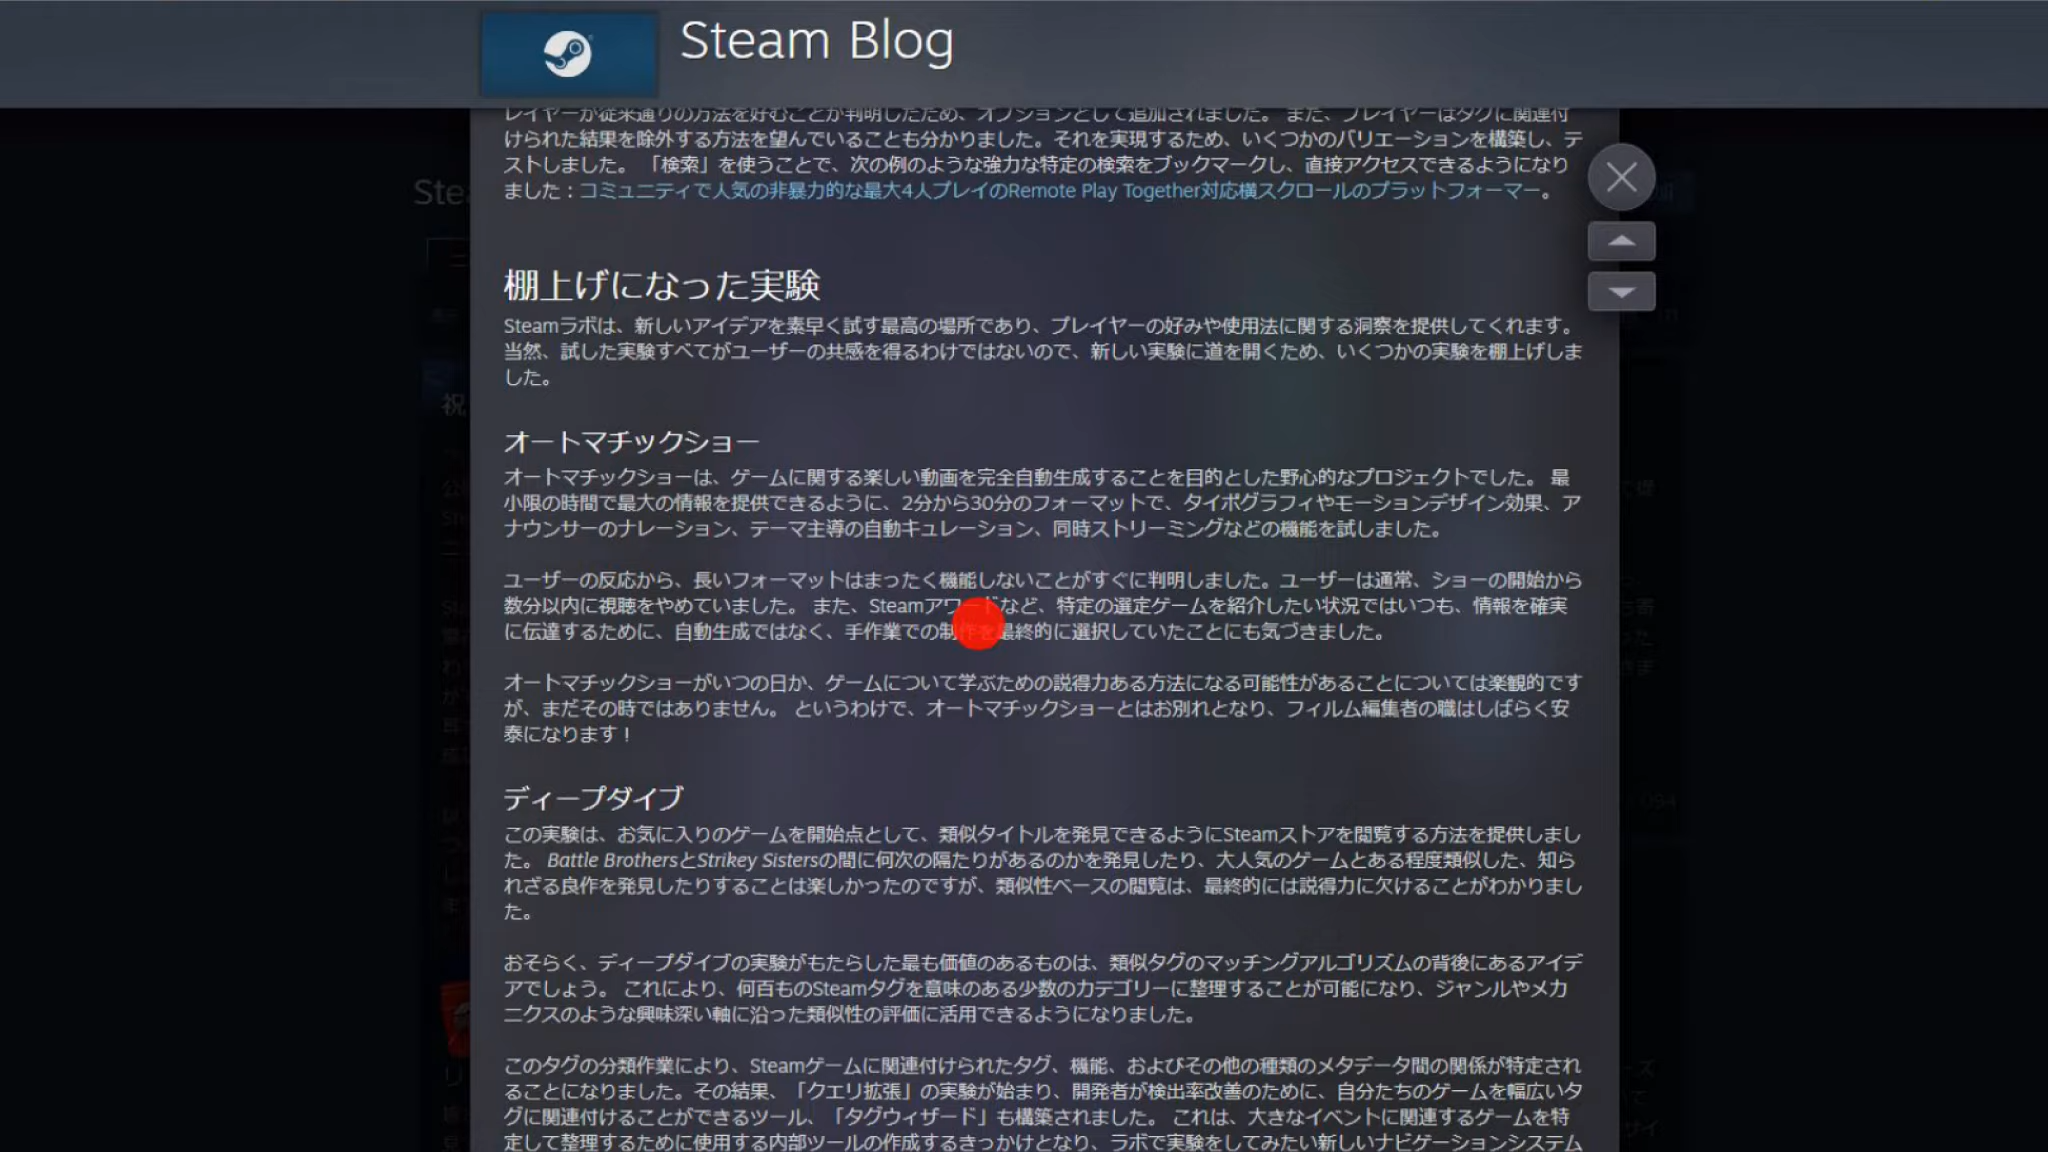 Steam Blog
レイヤーが従来通りの方法を好むことが判明したため、オプションとして追加されました。 また、プレイヤーはタグに関連付
けられた結果を除外する方法を望んでいることも分かりました。それを実現するため、いくつかのバリエーションを構築し、テ
ストしました。 「検索」を使うことで、次の例のような強力な特定の検索をブックマークし、直接アクセスできるようになり
ました：コミュニティで人気の非暴力的な最大4人プレイのRemote Play Together対応横スクロールのプラットフォーマー。
棚上げになった実験
Steamラボは、新しいアイデアを素早く試す最高の場所であり、プレイヤーの好みや使用法に関する洞察を提供してくれます。
当然、試した実験すべてがユーザーの共感を得るわけではないので、新しい実験に道を開くため、いくつかの実験を棚上げしま
した。
オートマチックショー
オートマチックショーは、ゲームに関する楽しい動画を完全自動生成することを目的とした野心的なプロジェクトでした。 最
小限の時間で最大の情報を提供できるように、2分から30分のフォーマットで、タイポグラフィやモーションデザイン効果、ア
ナウンサーのナレーション、テーマ主導の自動キュレーション、同時ストリーミングなどの機能を試しました。
ユーザーの反応から、長いフォーマットはまったく機能しないことがすぐに判明しました。ユーザーは通常、ショーの開始から
数分以内に視聴をやめていました。 また、Steamアワードなど、特定の選定ゲームを紹介したい状況ではいつも、情報を確実
に伝達するために、自動生成ではなく、手作業での制作を最終的に選択していたことにも気づきました。
オートマチックショーがいつの日か、ゲームについて学ぶための説得力ある方法になる可能性があることについては楽観的です
が、まだその時ではありません。 というわけで、オートマチックショーとはお別れとなり、フィルム編集者の職はしばらく安
泰になります！
ディープダイブ
この実験は、お気に入りのゲームを開始点として、類似タイトルを発見できるようにSteamストアを閲覧する方法を提供しまし
た。 Battle BrothersとStrikey Sistersの間に何次の隔たりがあるのかを発見したり、大人気のゲームとある程度類似した、知ら
れざる良作を発見したりすることは楽しかったのですが、類似性ベースの閲覧は、最終的には説得力に欠けることがわかりまし
た。
おそらく、ディープダイブの実験がもたらした最も価値のあるものは、類似タグのマッチングアルゴリズムの背後にあるアイデ
アでしょう。 これにより、何百ものSteamタグを意味のある少数のカテゴリーに整理することが可能になり、ジャンルやメカ
ニクスのような興味深い軸に沿った類似性の評価に活用できるようになりました。
このタグの分類作業により、Steamゲームに関連付けられたタグ、機能、およびその他の種類のメタデータ間の関係が特定され
ることになりました。その結果、「クエリ拡張」の実験が始まり、開発者が検出率改善のために、自分たちのゲームを幅広いタ
グに関連付けることができるツール、「タグウィザード」も構築されました。 これは、大きなイベントに関連するゲームを特
定して整理するために使用する内部ツールの作成するきっかけとなり、ラボで実験をしてみたい新しいナビゲーションシステム